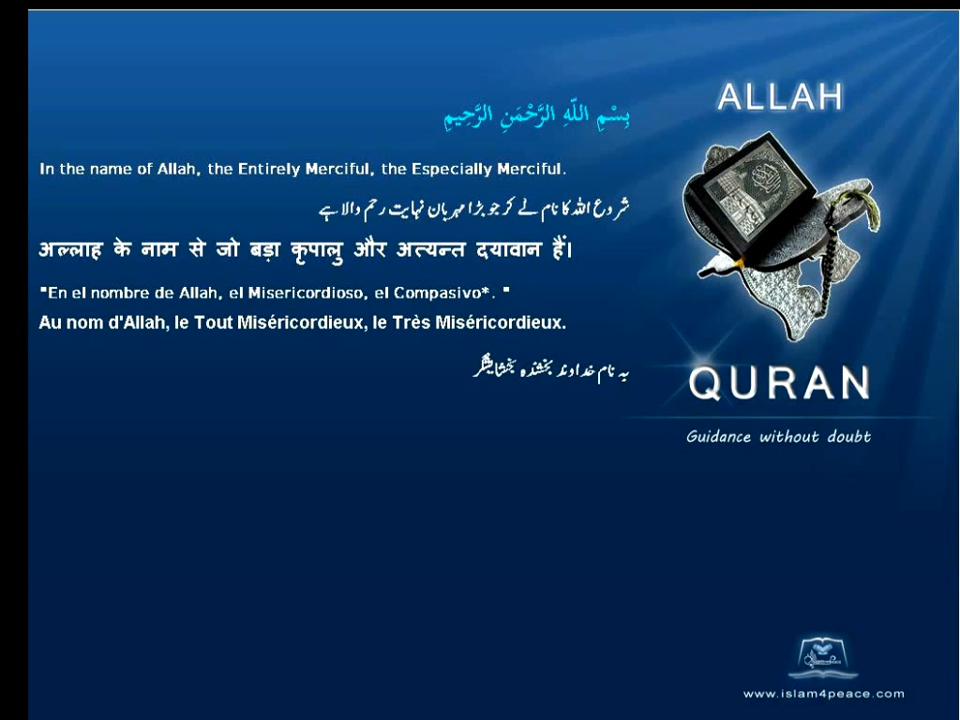 بِسْمِ اللّهِ الرَّحْمَنِ الرَّحِيمِ
In the name of Allah, the Entirely Merciful, the Especially Merciful.
شروع الله کا نام لے کر جو بڑا مہربان نہایت رحم والا ہے
अल्लाह के नाम से जो बड़ा कृपालु और अत्यन्त दयावान हैं।
"En el nombre de Allah, el Misericordioso, el Compasivo*. "
Au nom d'Allah, le Tout Miséricordieux, le Très Miséricordieux.
به نام خداوند بخشنده بخشایشگر
ALLAH
QURAN
Guidance without doubt
www.islam4peace.com